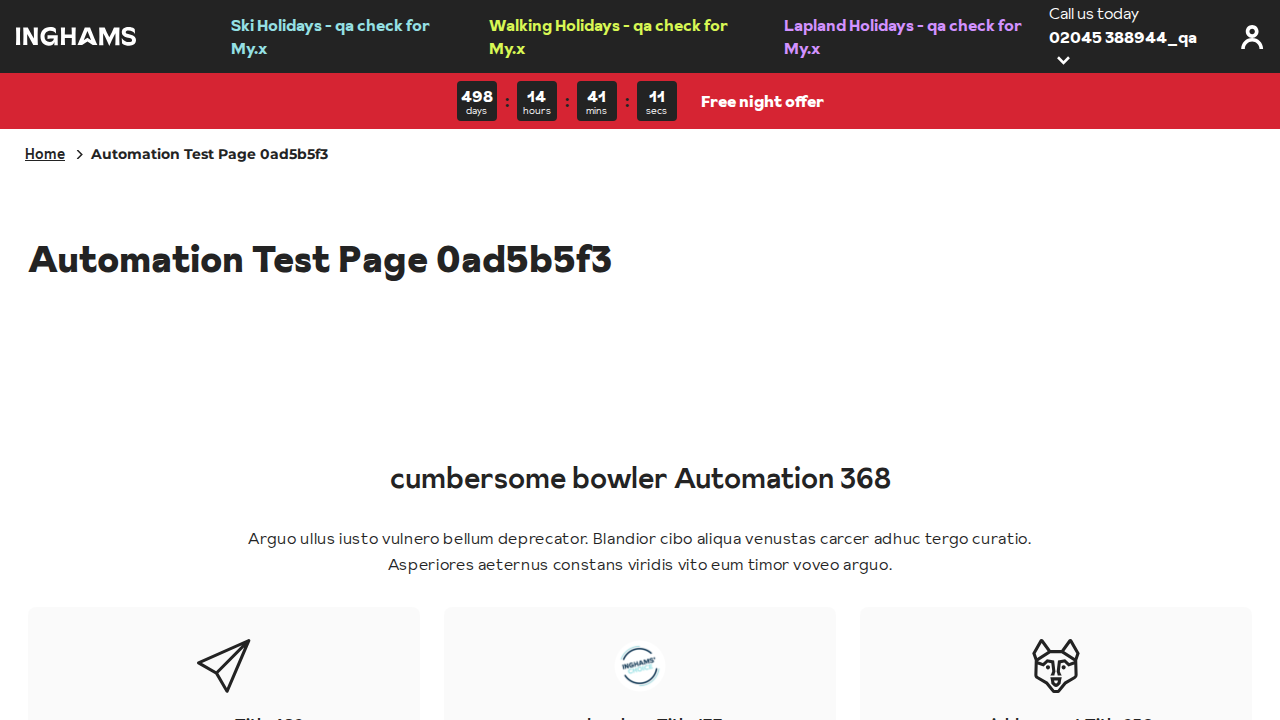 INGHAMS
Ski Holidays - qa check for
My.x
Walking Holidays - qa check for
My.x
Lapland Holidays - qa check for
My.x
Call us today
02045 388944_qa
498 : 14 : 41 : 11
days hours mins secs
Free night offer
Home > Automation Test Page 0ad5b5f3
Automation Test Page 0ad5b5f3
cumbersome bowler Automation 368
Arguo ullus iusto vulnero bellum deprecator. Blandior cibo aliqua venustas carcer adhuc tergo curatio.
Asperiores aeternus constans viridis vito eum timor voveo arguo.
INGHAMS'
CHOICE